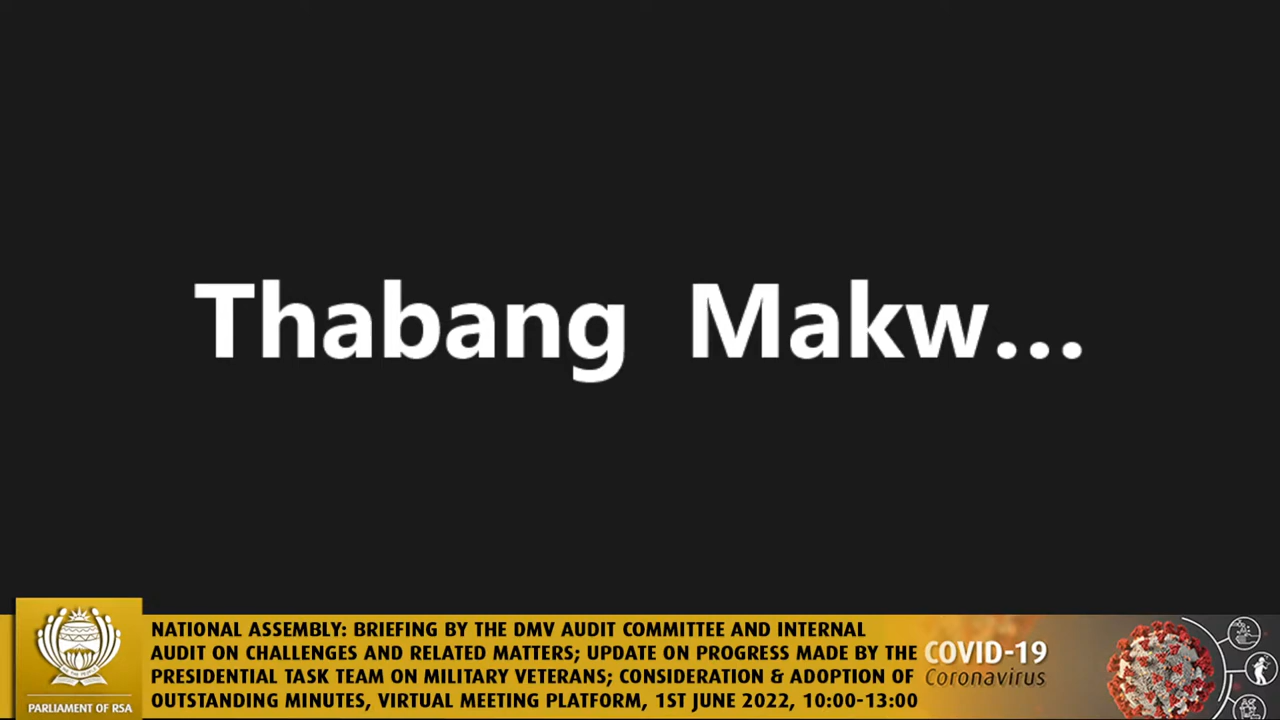 Thabang Makw...
NATIONAL ASSEMBLY: BRIEFING BY THE DMV AUDIT COMMITTEE AND INTERNAL
AUDIT ON CHALLENGES AND RELATED MATTERS; UPDATE ON PROGRESS MADE BY THE
PRESIDENTIAL TASK TEAM ON MILITARY VETERANS; CONSIDERATION & ADOPTION OF
OUTSTANDING MINUTES, VIRTUAL MEETING PLATFORM, 1ST JUNE 2022, 10:00-13:00
PARLIAMENT OF RSA
COVID-19
Coronavirus